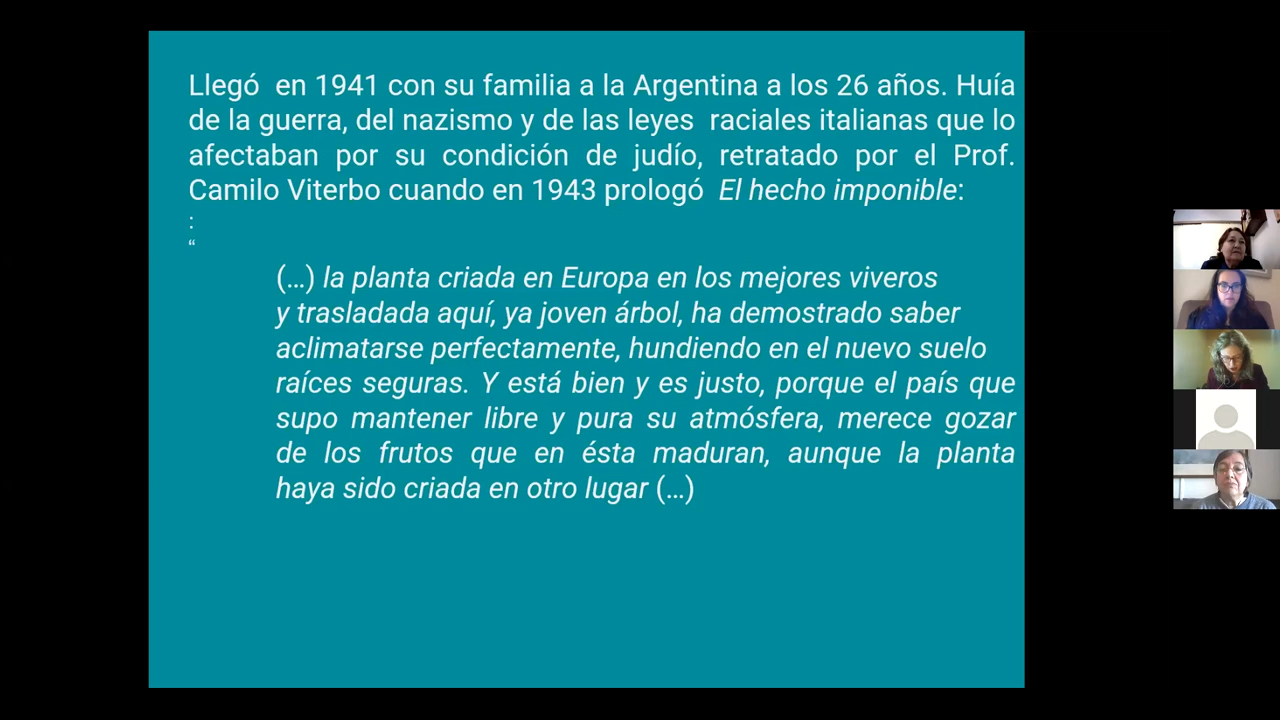 Llegó en 1941 con su familia a la Argentina a los 26 años. Huía
de la guerra, del nazismo y de las leyes raciales italianas que lo
afectaban por su condición de judío, retratado por el Prof.
Camilo Viterbo cuando en 1943 prologó El hecho imponible:
:
“
(…) la planta criada en Europa en los mejores viveros
y trasladada aquí, ya joven árbol, ha demostrado saber
aclimatarse perfectamente, hundiendo en el nuevo suelo
raíces seguras. Y está bien y es justo, porque el país que
supo mantener libre y pura su atmósfera, merece gozar
de los frutos que en ésta maduran, aunque la planta
haya sido criada en otro lugar (…)